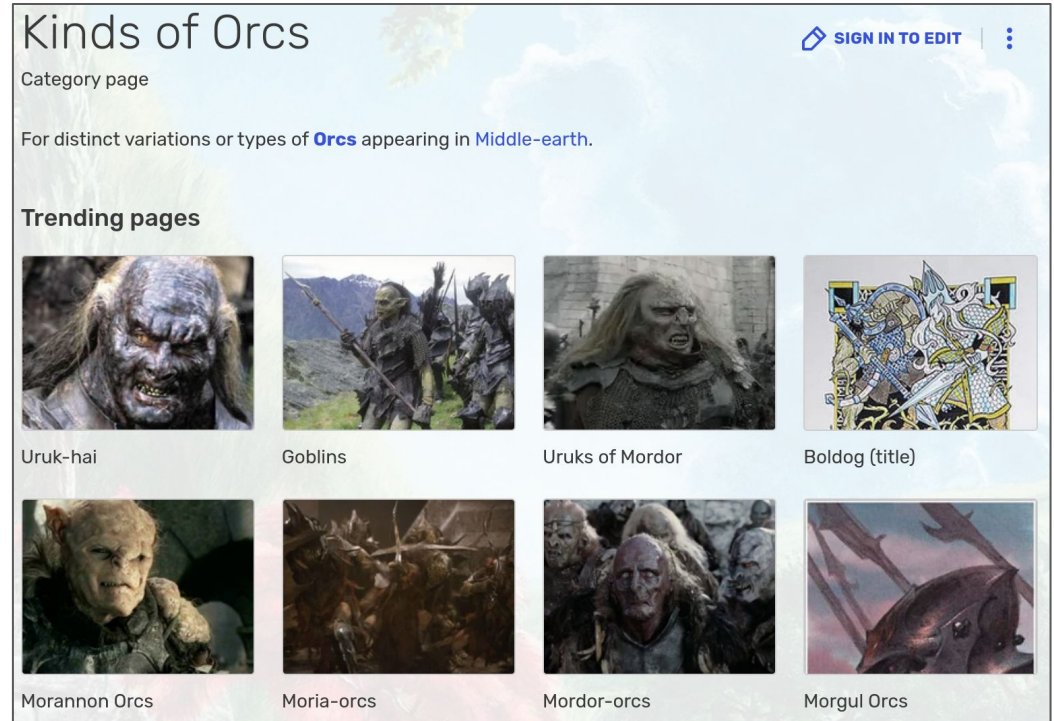 Kinds of Orcs
SIGN IN TO EDIT
Category page
For distinct variations or types of Orcs appearing in Middle-earth.
Trending pages
Uruk-hai
Goblins
Uruks of Mordor
Boldog (title)
Morannon Orcs
Moria-orcs
Mordor-orcs
Morgul Orcs